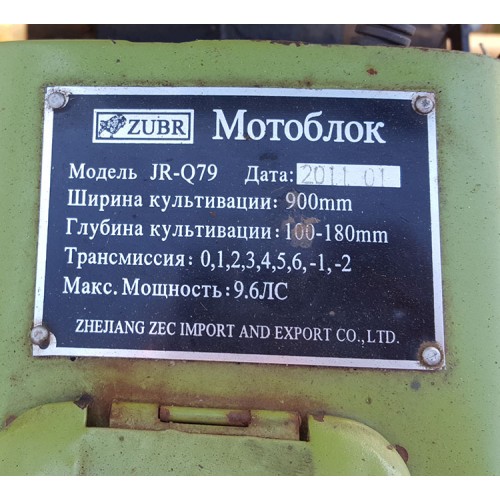 ZUBR Мотоблок
Модель JR-Q79 Дата: 2011 01
Ширина культивации: 900mm
Глубина культивации: 100-180mm
Трансмиссия: 0,1,2,3,4,5,6,-1,-2
Макс. Мощность: 9.6ЛС
ZHEJIANG ZEC IMPORT AND EXPORT CO.,LTD.